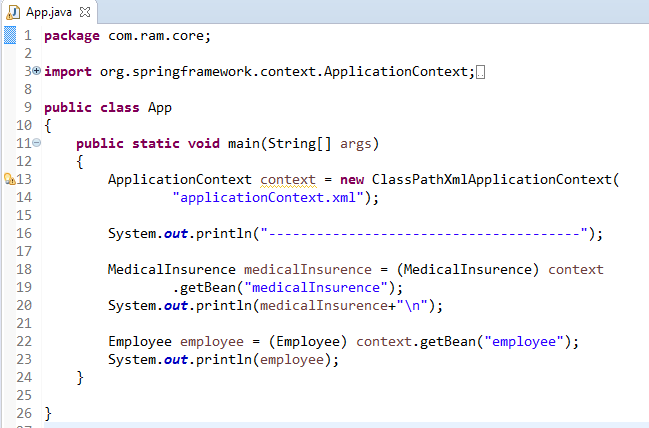 App.java
1 package com.ram.core;
2
3 import org.springframework.context.ApplicationContext;
8
9 public class App
10 {
11     public static void main(String[] args)
12     {
13         ApplicationContext context = new ClassPathXmlApplicationContext(
14                 "applicationContext.xml");
15
16         System.out.println("---------------------------------------");
17
18         MedicalInsurence medicalInsurence = (MedicalInsurence) context
19                 .getBean("medicalInsurence");
20         System.out.println(medicalInsurence+"\n");
21
22         Employee employee = (Employee) context.getBean("employee");
23         System.out.println(employee);
24     }
25
26 }
27